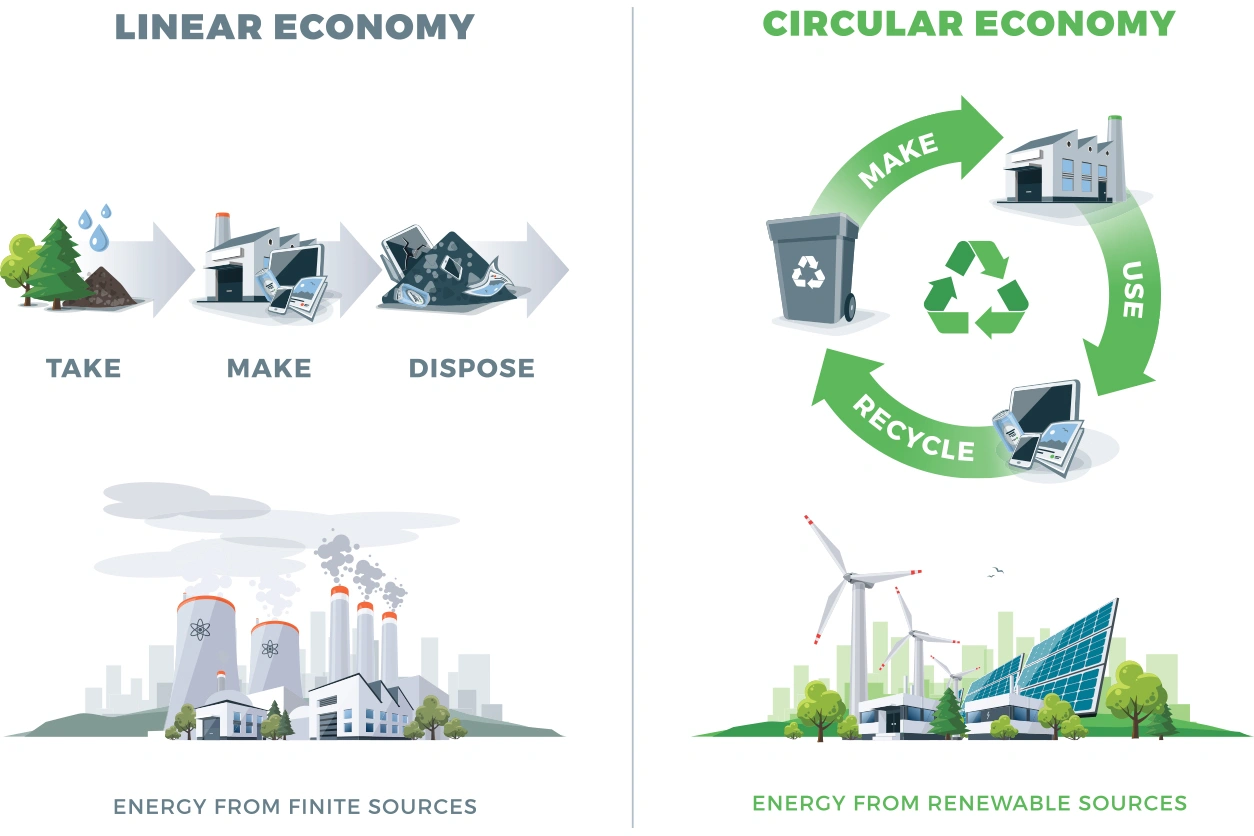 LINEAR ECONOMY
TAKE
MAKE
DISPOSE
ENERGY FROM FINITE SOURCES
CIRCULAR ECONOMY
MAKE
USE
RECYCLE
ENERGY FROM RENEWABLE SOURCES